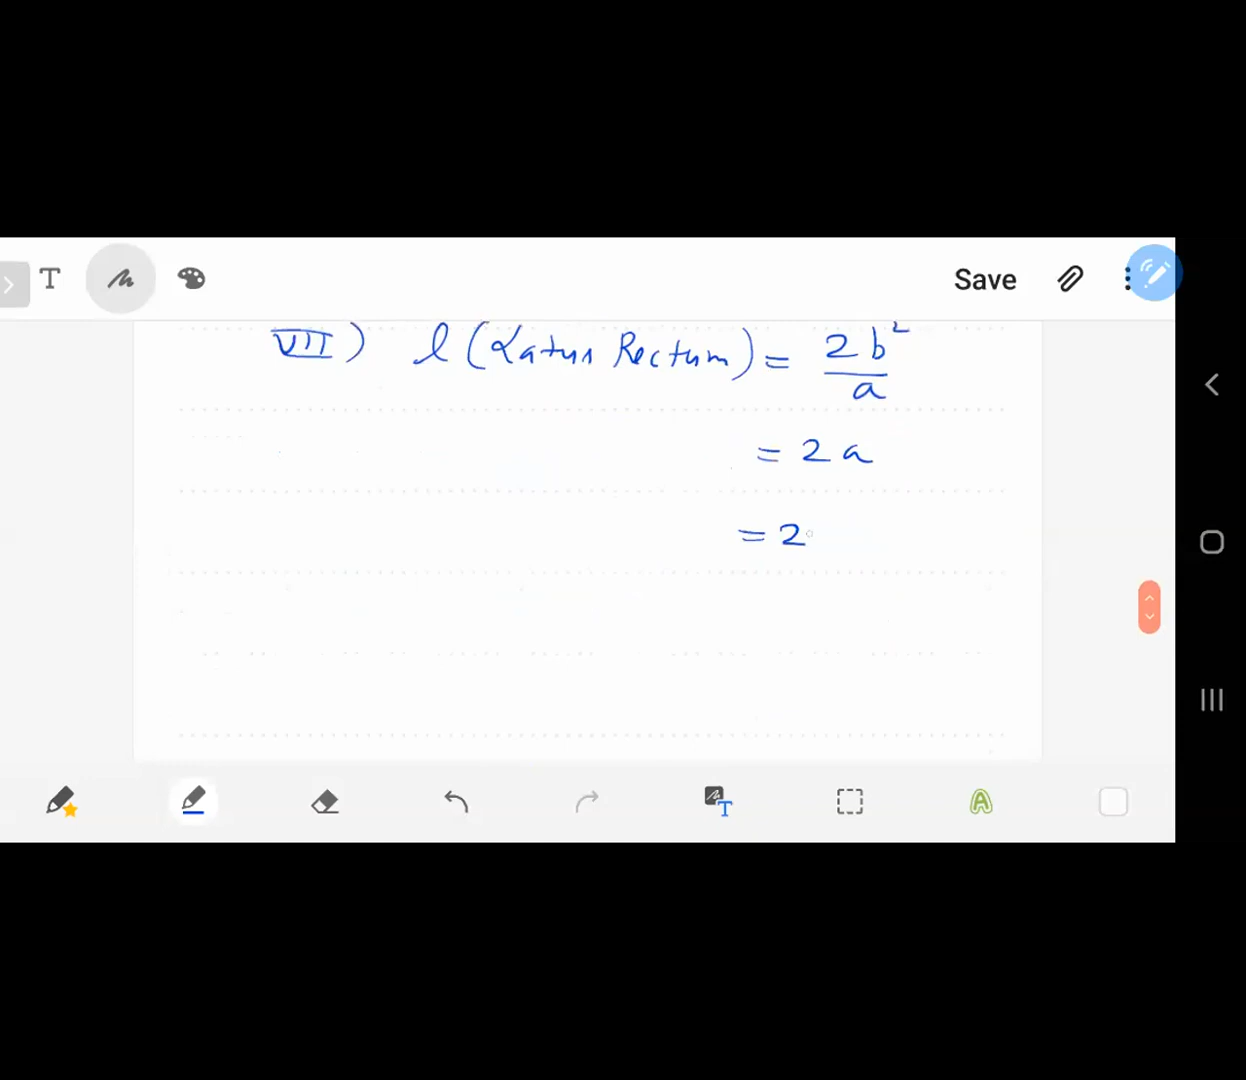 T Save
VII) l (Latus Rectum) = 2b²/a
= 2a
= 2